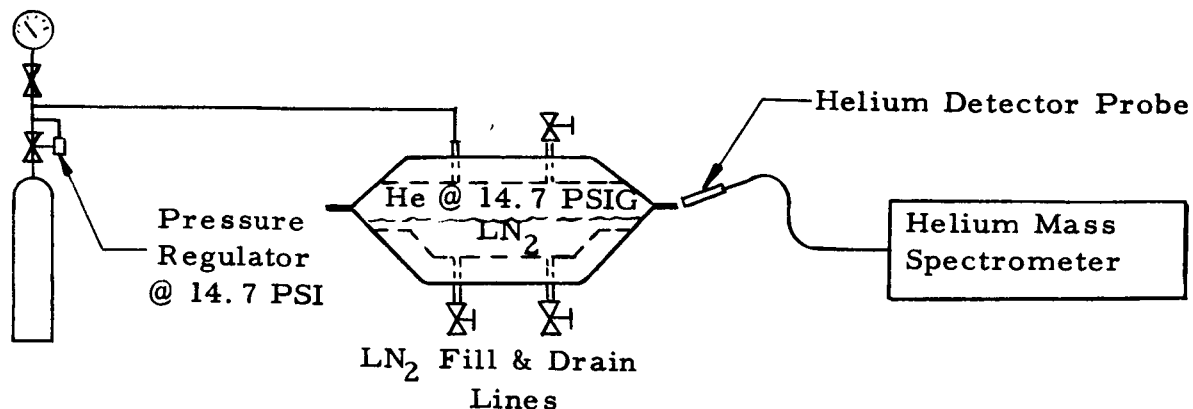 Helium Detector Probe
He @ 14.7 PSIG
LN2
Pressure
Regulator
@ 14.7 PSI
Helium Mass
Spectrometer
LN2 Fill & Drain
Lines